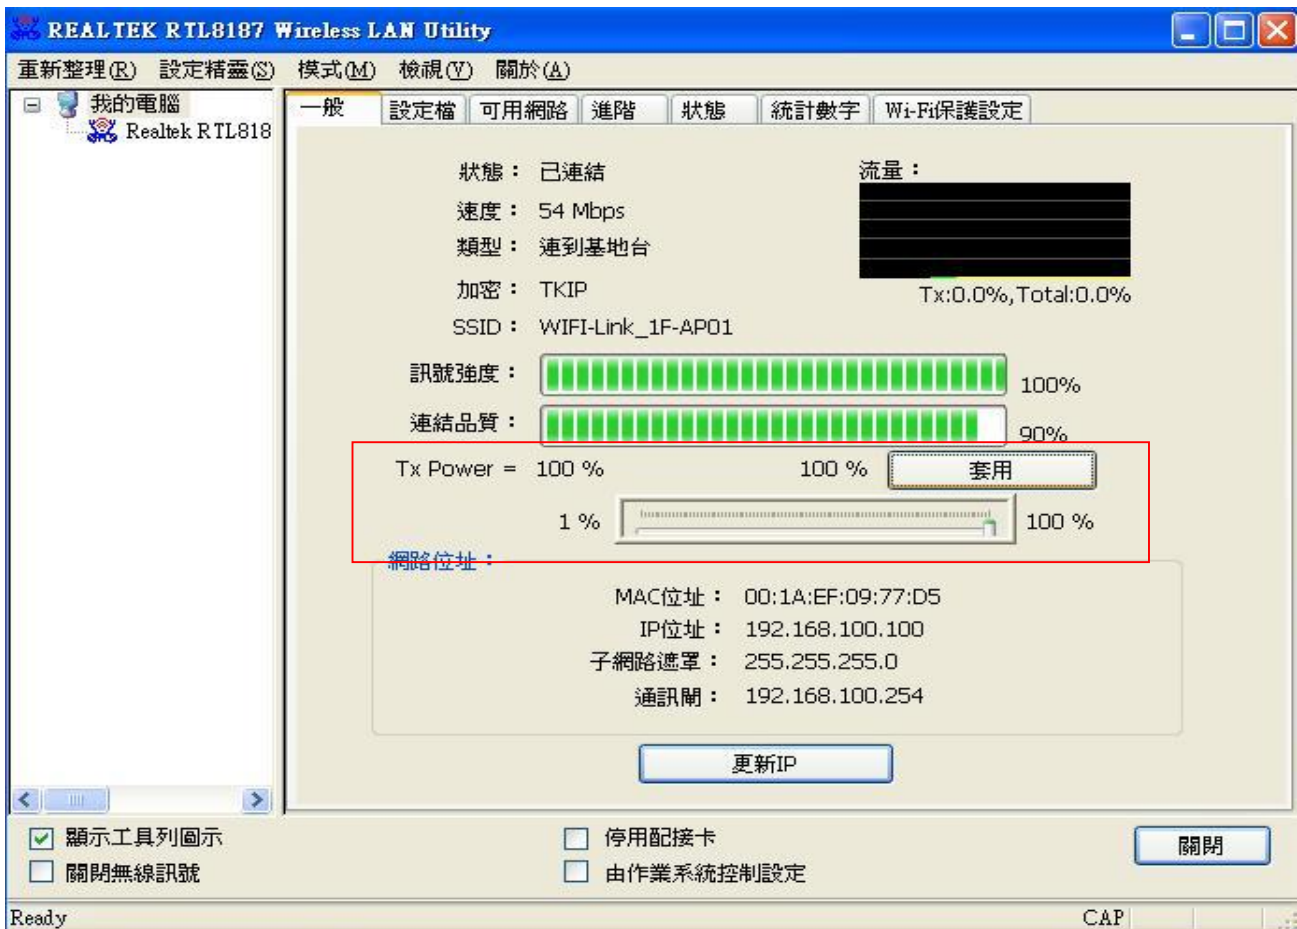 REALTEK RTL8187 Wireless LAN Utility
重新整理(R) 設定精靈(S) 模式(M) 檢視(V) 關於(A)
我的電腦
Realtek RTL818
一般 設定檔 可用網路 進階 狀態 統計數字 Wi-Fi保護設定
狀態： 已連結 流量：
速度： 54 Mbps
類型： 連到基地台
加密： TKIP
Tx:0.0%,Total:0.0%
SSID： WIFI-Link_1F-AP01
訊號強度： 100%
連結品質： 90%
Tx Power = 100 % 100 % 套用
1 % 100 %
網路位址：
MAC位址： 00:1A:EF:09:77:D5
IP位址： 192.168.100.100
子網路遮罩： 255.255.255.0
通訊閘： 192.168.100.254
更新IP
顯示工具列圖示 停用配接卡
關閉
關閉無線訊號 由作業系統控制設定
Ready CAP